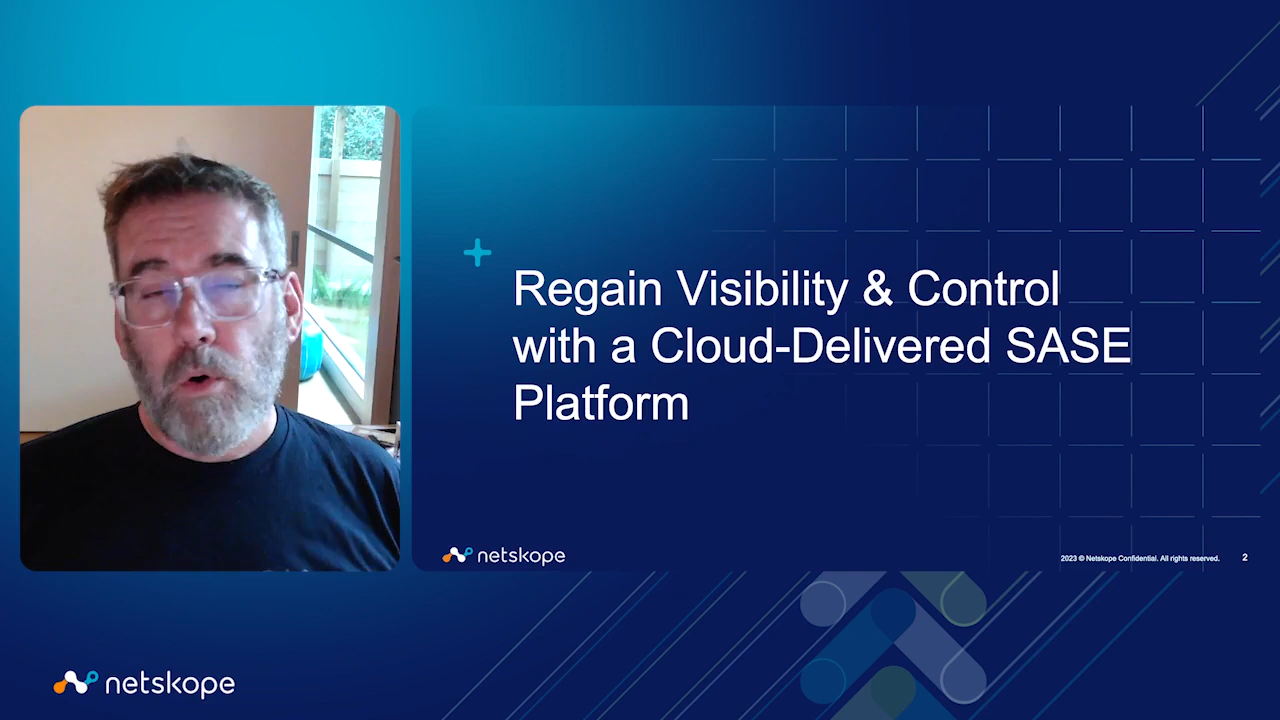 Regain Visibility & Control
with a Cloud-Delivered SASE
Platform
netskope
2023 © Netskope Confidential. All rights reserved.
2
netskope